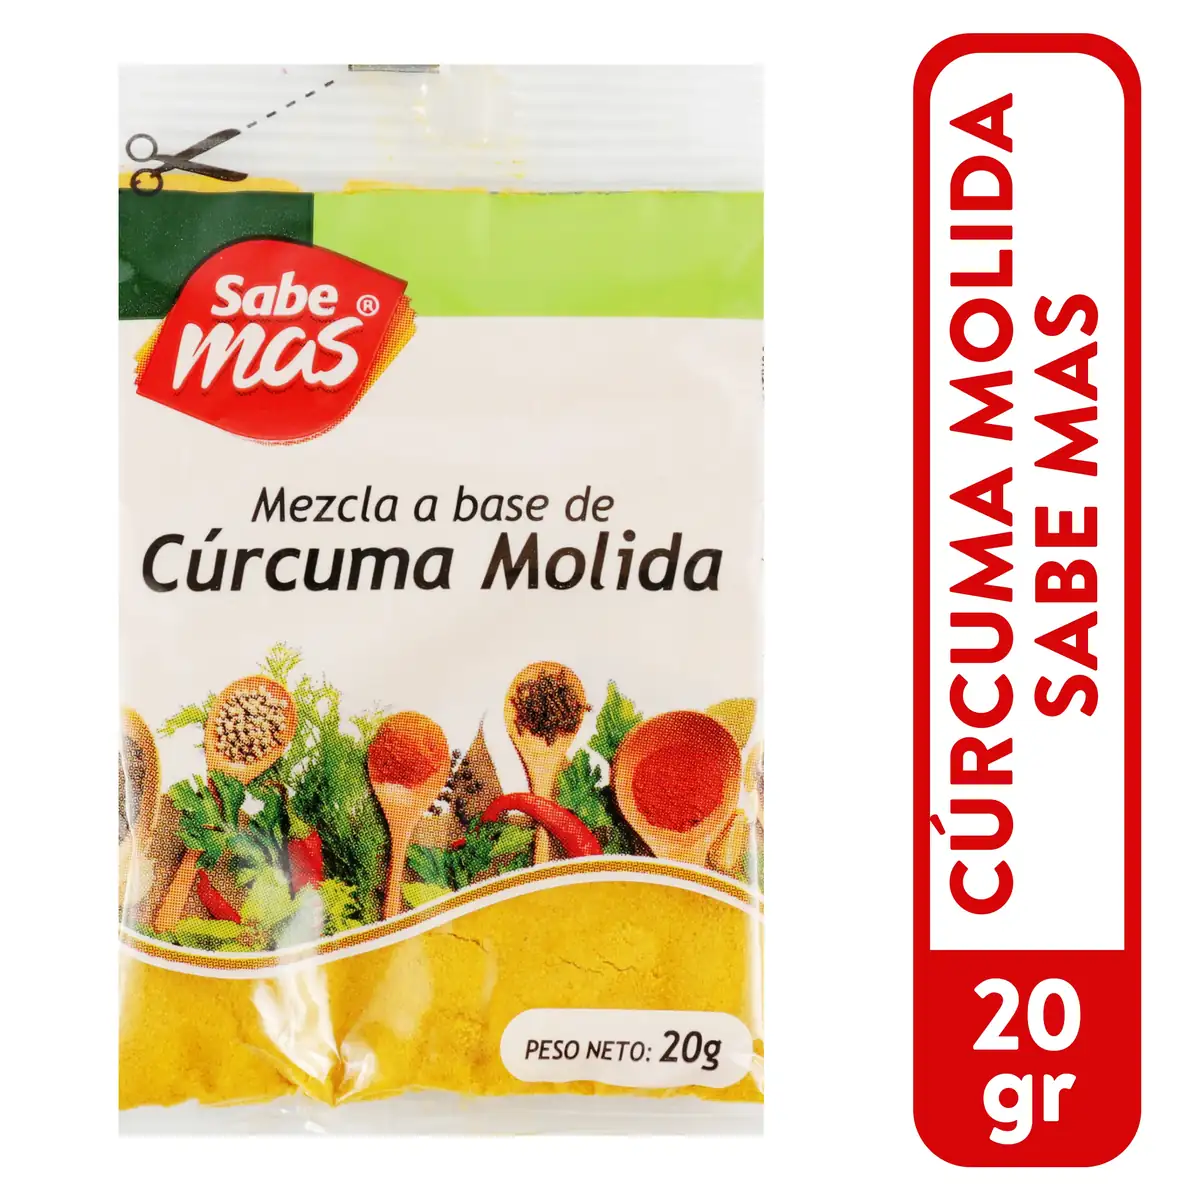 Sabe
mas®
Mezcla a base de
Cúrcuma Molida
PESO NETO: 20g
CÚRCUMA MOLIDA
SABE MAS
20
gr